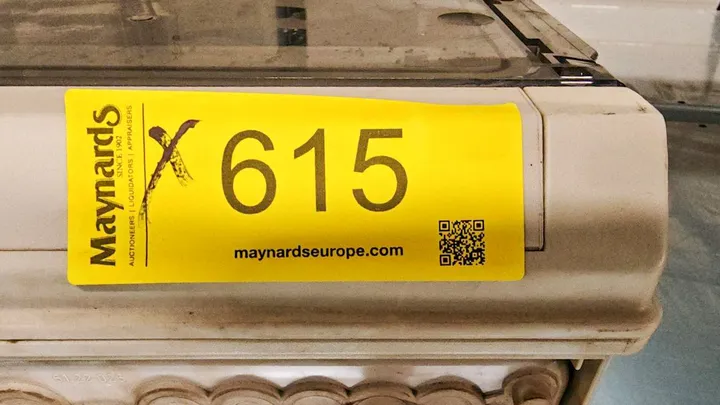 Maynards
SINCE 1902
AUCTIONEERS | LIQUIDATORS | APPRAISERS
X 615
maynardseurope.com